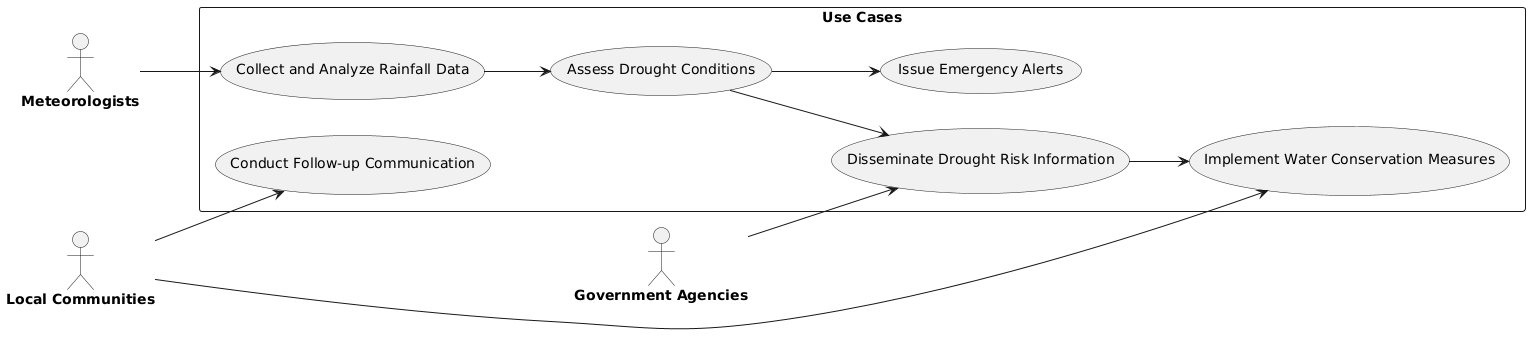 Use Cases
Meteorologists
Collect and Analyze Rainfall Data
Assess Drought Conditions
Issue Emergency Alerts
Conduct Follow-up Communication
Disseminate Drought Risk Information
Implement Water Conservation Measures
Local Communities
Government Agencies